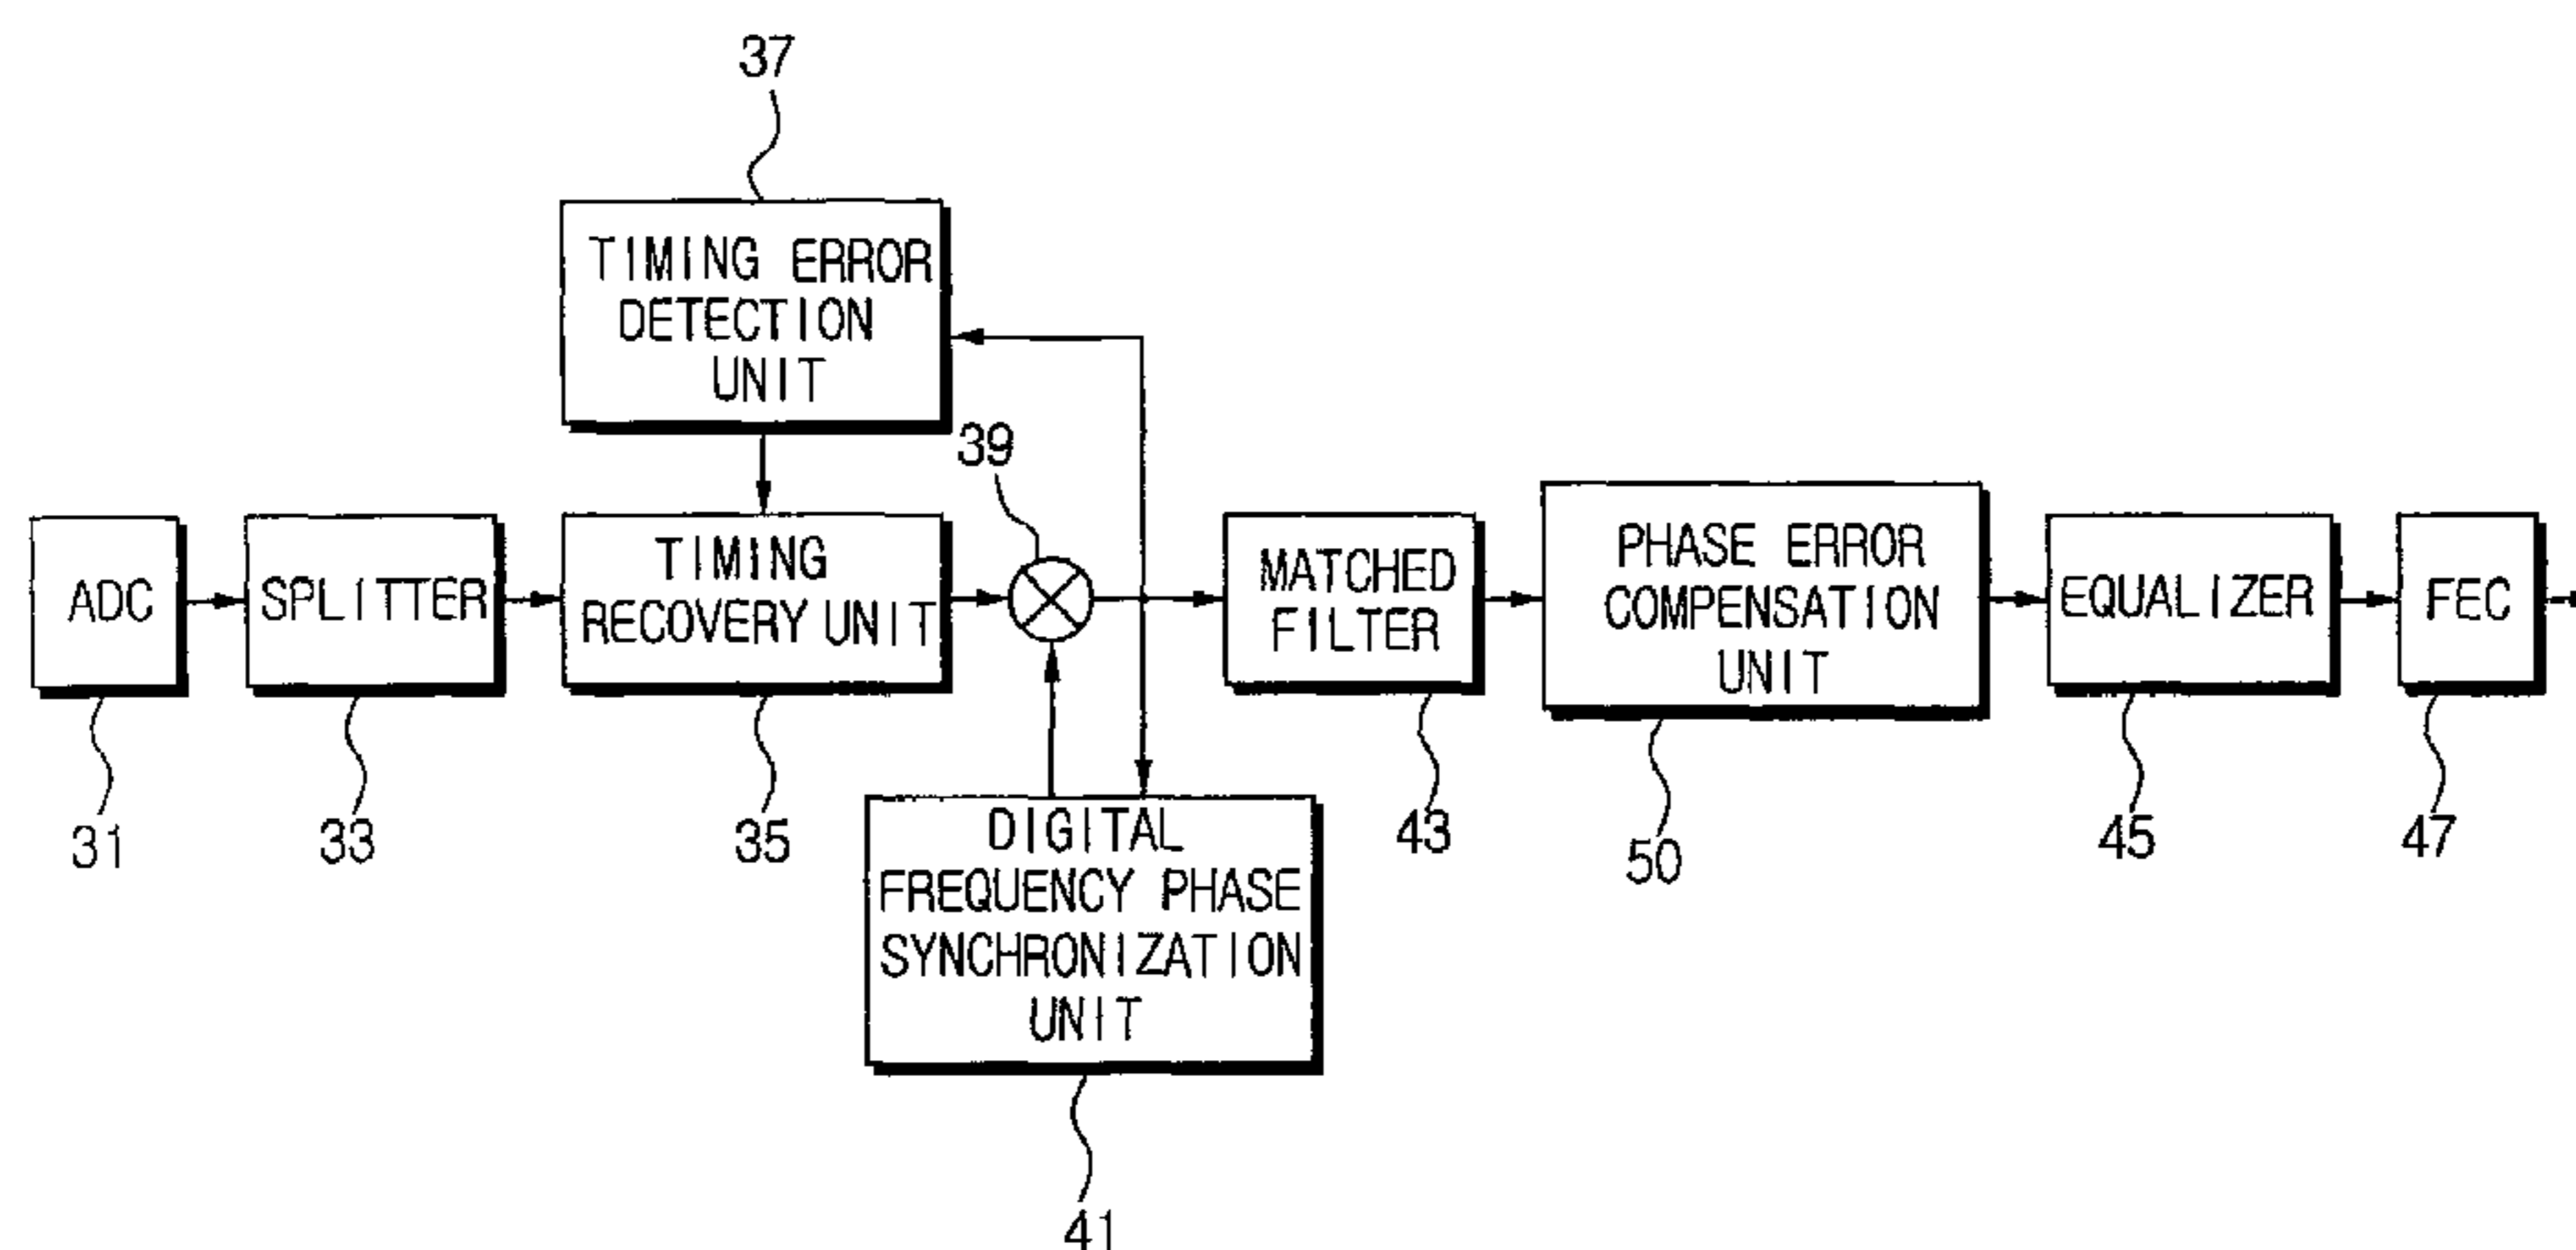 37
TIMING ERROR
DETECTION
UNIT
39
ADC
SPLITTER
TIMING
RECOVERY UNIT
MATCHED
FILTER
PHASE ERROR
COMPENSATION
UNIT
EQUALIZER
FEC
31
33
35
DIGITAL
FREQUENCY PHASE
SYNCHRONIZATION
UNIT
43
50
45
47
41